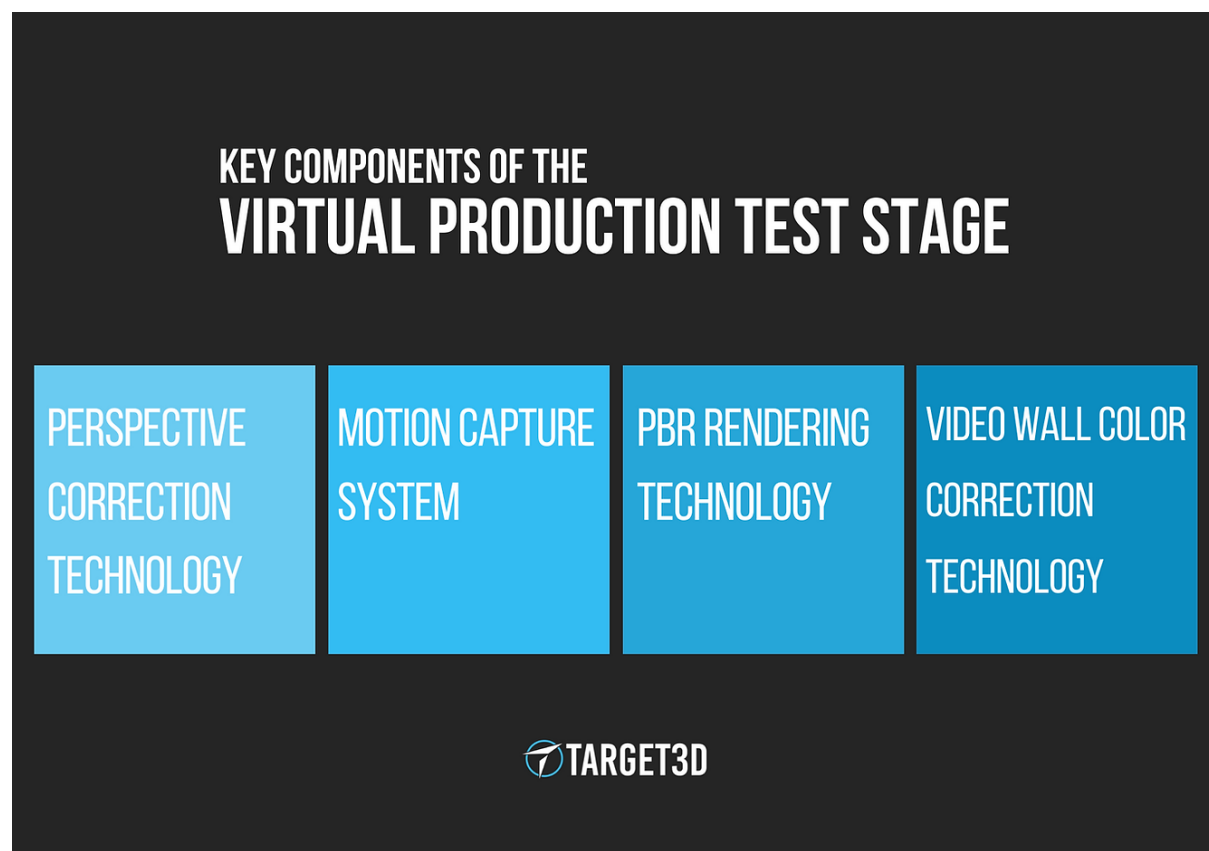 KEY COMPONENTS OF THE
VIRTUAL PRODUCTION TEST STAGE
PERSPECTIVE
CORRECTION
TECHNOLOGY
MOTION CAPTURE
SYSTEM
PBR RENDERING
TECHNOLOGY
VIDEO WALL COLOR
CORRECTION
TECHNOLOGY
TARGET3D